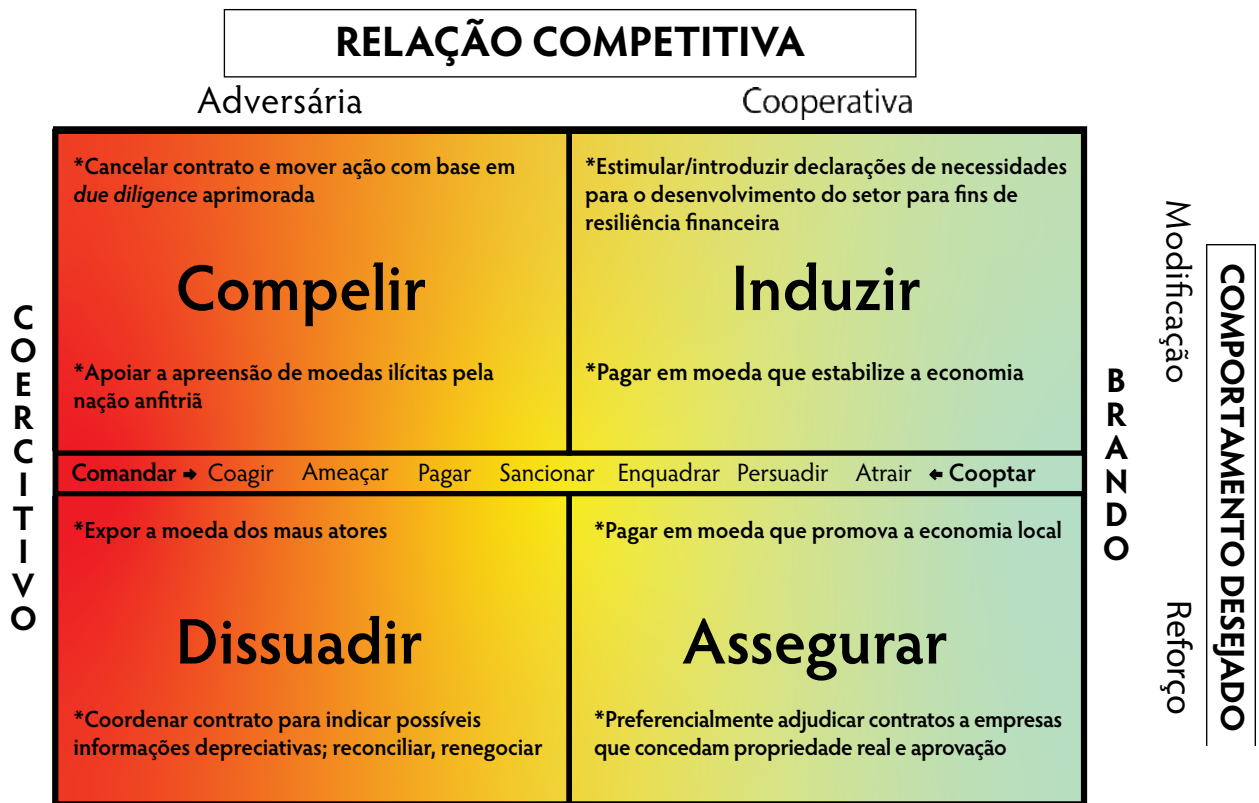 RELAÇÃO COMPETITIVA
Adversária
Cooperativa
COERCITIVO
*Cancelar contrato e mover ação com base em
due diligence aprimorada
Compelir
*Apoiar a apreensão de moedas ilícitas pela
nação anfitriã
*Estimular/introduzir declarações de necessidades
para o desenvolvimento do setor para fins de
resiliência financeira
Induzir
*Pagar em moeda que estabilize a economia
Comandar → Coagir Ameaçar Pagar Sancionar Enquadrar Persuadir Atrair ← Cooptar
*Expor a moeda dos maus atores
Dissuadir
*Coordenar contrato para indicar possíveis
informações depreciativas; reconciliar, renegociar
*Pagar em moeda que promova a economia local
Assegurar
*Preferencialmente adjudicar contratos a empresas
que concedam propriedade real e aprovação
BRANDO
Modificação
Reforço
COMPORTAMENTO DESEJADO